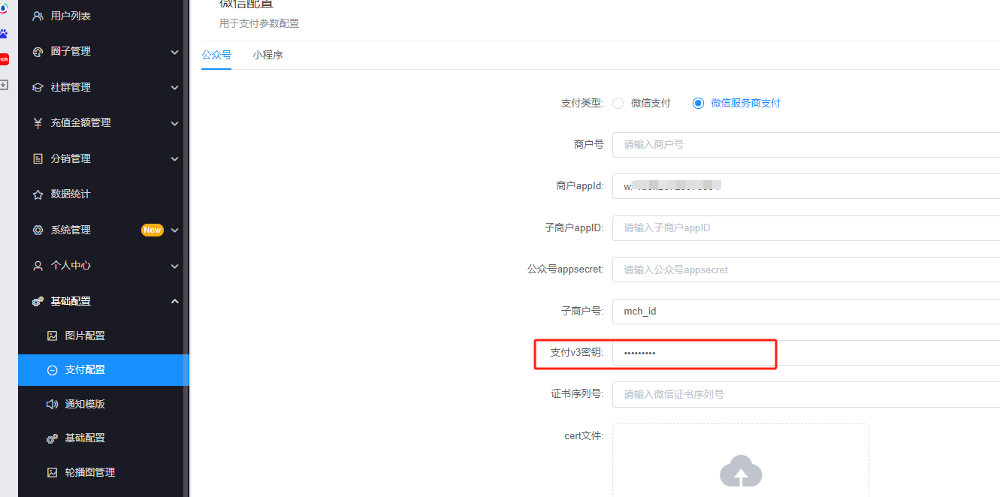 微信配置
用于支付参数配置
用户列表
圈子管理
社群管理
充值金额管理
分销管理
数据统计
系统管理 New
个人中心
基础配置
图片配置
支付配置
通知模版
基础配置
轮播图管理
公众号 小程序
支付类型: 微信支付 微信服务商支付
商户号 请输入商户号
商户appId:
子商户appID: 请输入子商户appID
公众号appsecret: 请输入公众号appsecret
子商户号: mch_id
支付v3密钥: •••••••••
证书序列号: 请输入微信证书序列号
cert文件: